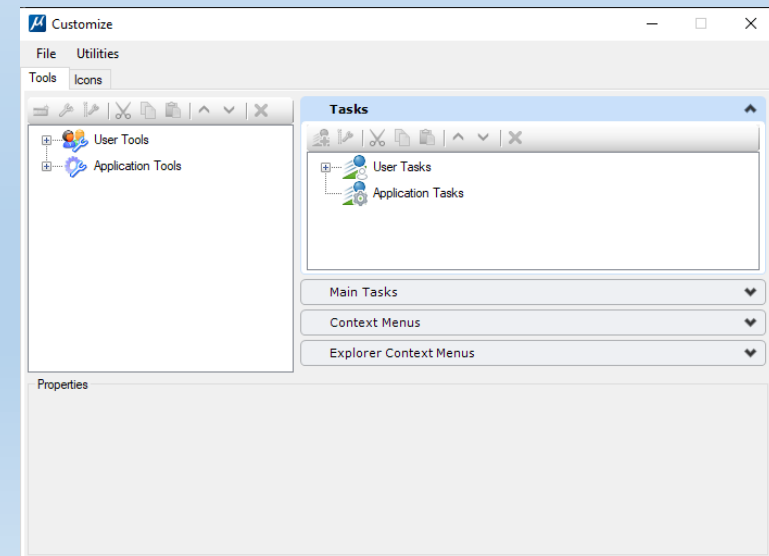 Customize
File Utilities
Tools Icons
User Tools
Application Tools
Tasks
User Tasks
Application Tasks
Main Tasks
Context Menus
Explorer Context Menus
Properties